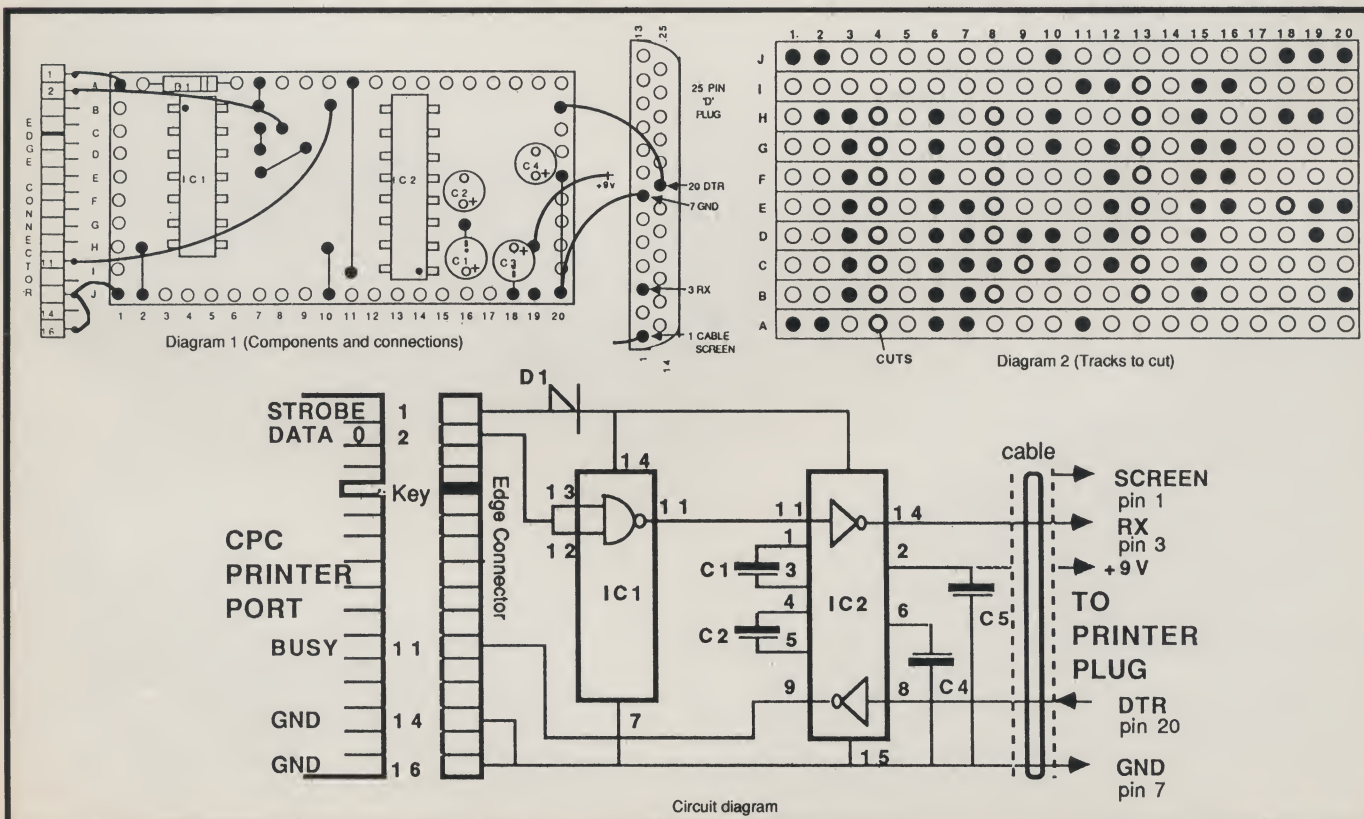 13 25
1
2
EDGE CONNECTOR
11
14
16
A
B
C
D
E
F
G
H
I
J
D1
IC1
IC2
C2
+
C4
+
C1
+
C3
+
+9v
1 2 3 4 5 6 7 8 9 10 11 12 13 14 15 16 17 18 19 20
Diagram 1 (Components and connections)
25 PIN
'D'
PLUG
20 DTR
7 GND
3 RX
1 CABLE
SCREEN
1 14
1 2 3 4 6 7 8 9 10 11 12 13 14 15 16 17 18 19 20
J
I
H
G
F
E
D
C
B
A
CUTS
Diagram 2 (Tracks to cut)
STROBE 1
DATA 0 2
Key
CPC
PRINTER
PORT
BUSY 11
GND 14
GND 16
Edge Connector
D1
14
13
12
11
IC1
7
11
14
1
2
C1 3
IC2
4
6
C2 5
C5
9
8
C4
15
cable
SCREEN
pin 1
RX
pin 3
+9V
TO
PRINTER
PLUG
DTR
pin 20
GND
pin 7
Circuit diagram